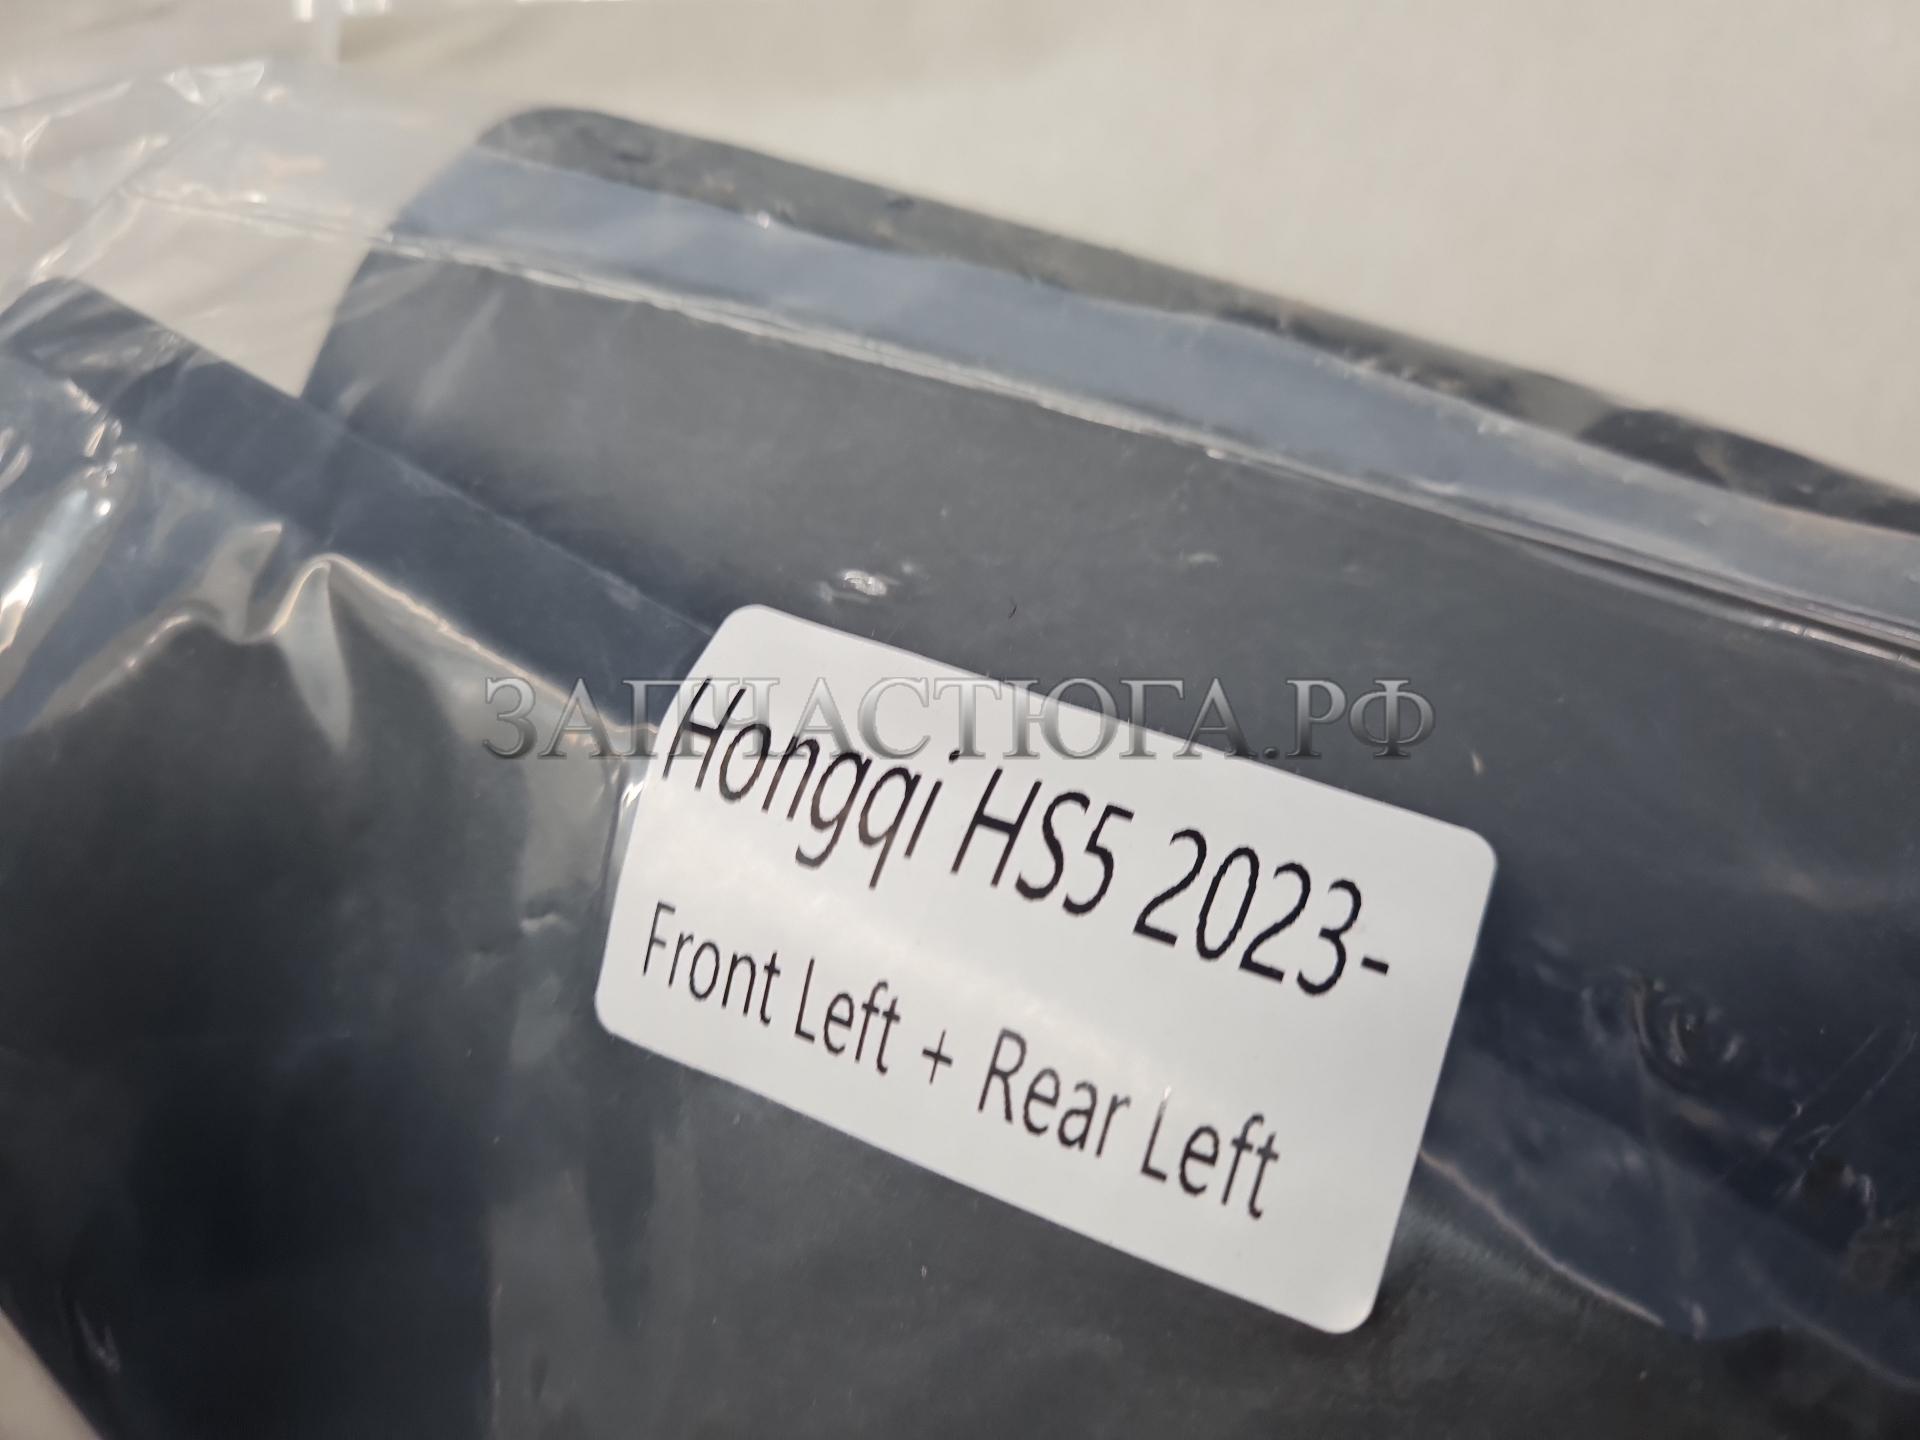 ЗАПЧАСТЮГА.РФ
Hongqi HS5 2023-
Front Left + Rear Left